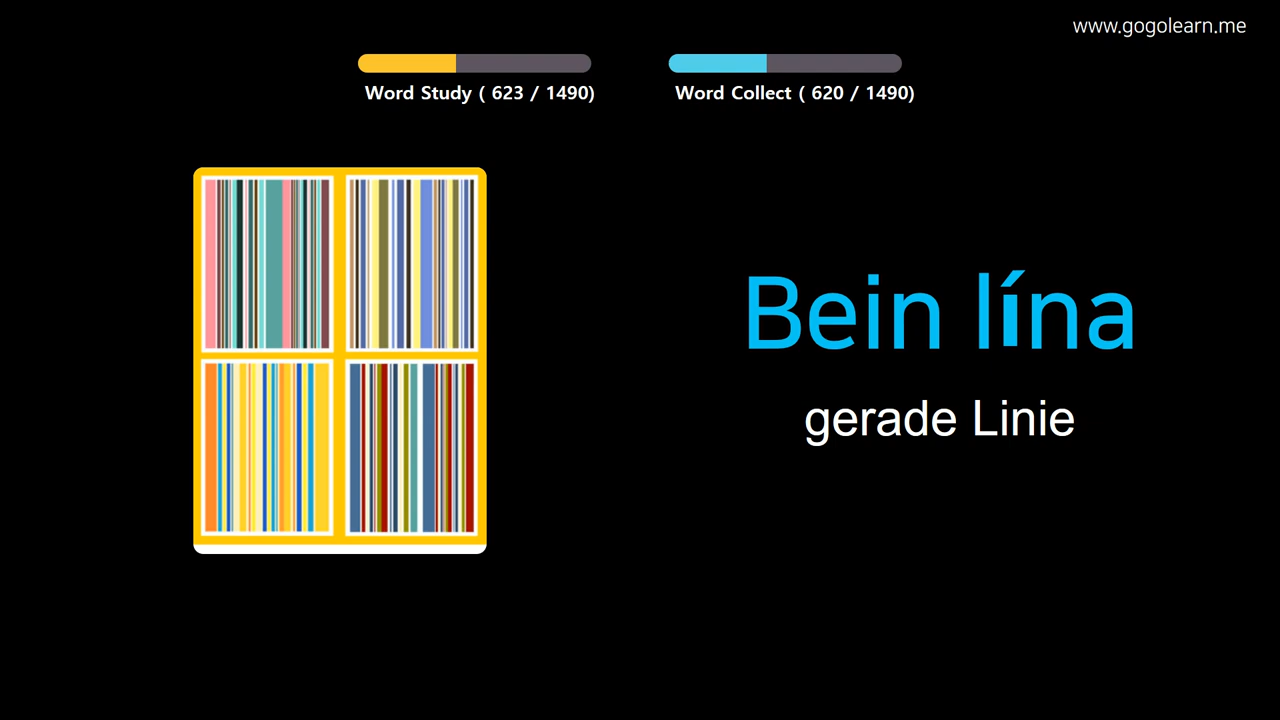 www.gogolearn.me
Word Study ( 623 / 1490)
Word Collect ( 620 / 1490)
Bein lína
gerade Linie